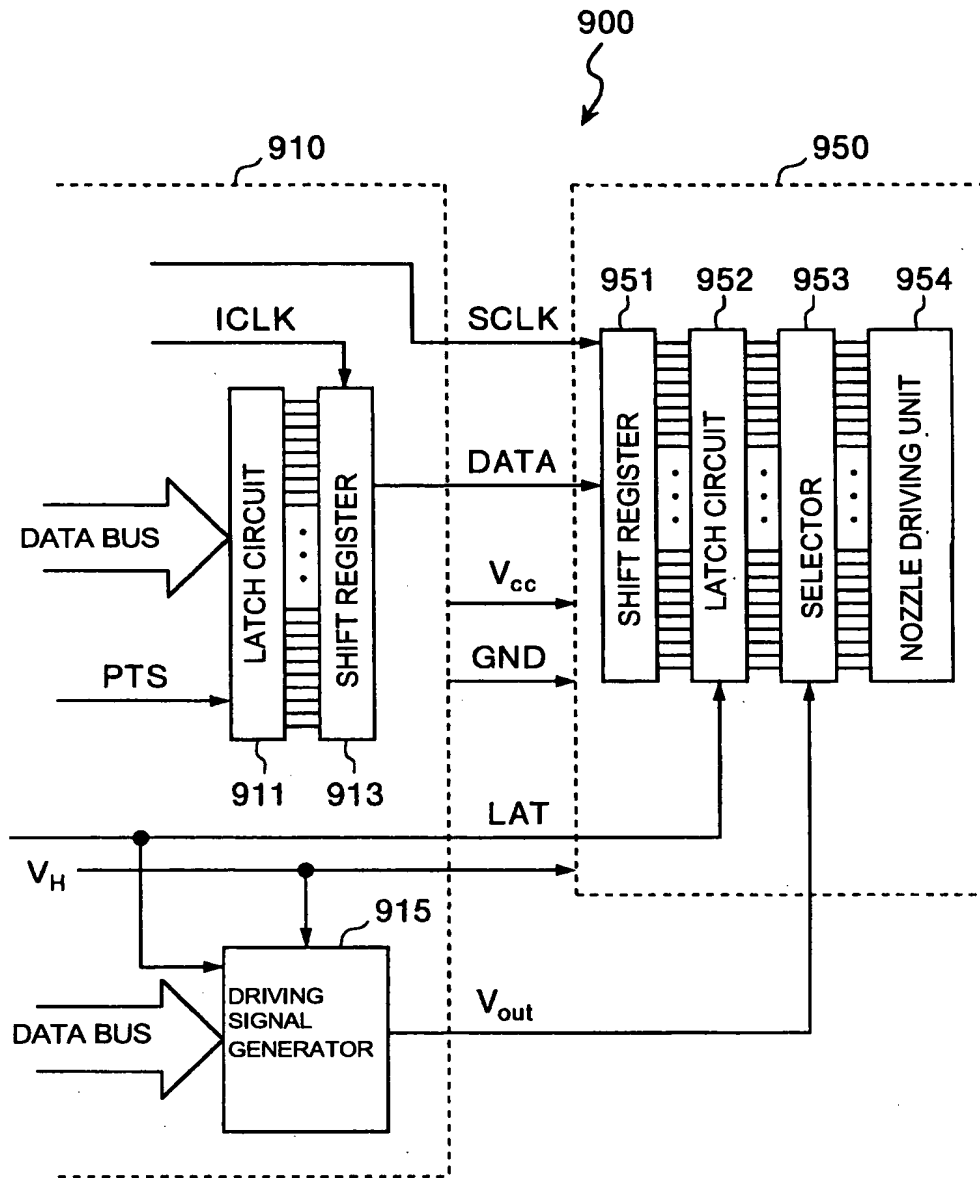 900
910
950
951
952
953
954
ICLK
SCLK
DATA
DATA BUS
LATCH CIRCUIT
SHIFT REGISTER
SHIFT REGISTER
LATCH CIRCUIT
SELECTOR
NOZZLE DRIVING UNIT
Vcc
GND
PTS
911
913
LAT
VH
915
DRIVING
SIGNAL
GENERATOR
DATA BUS
Vout